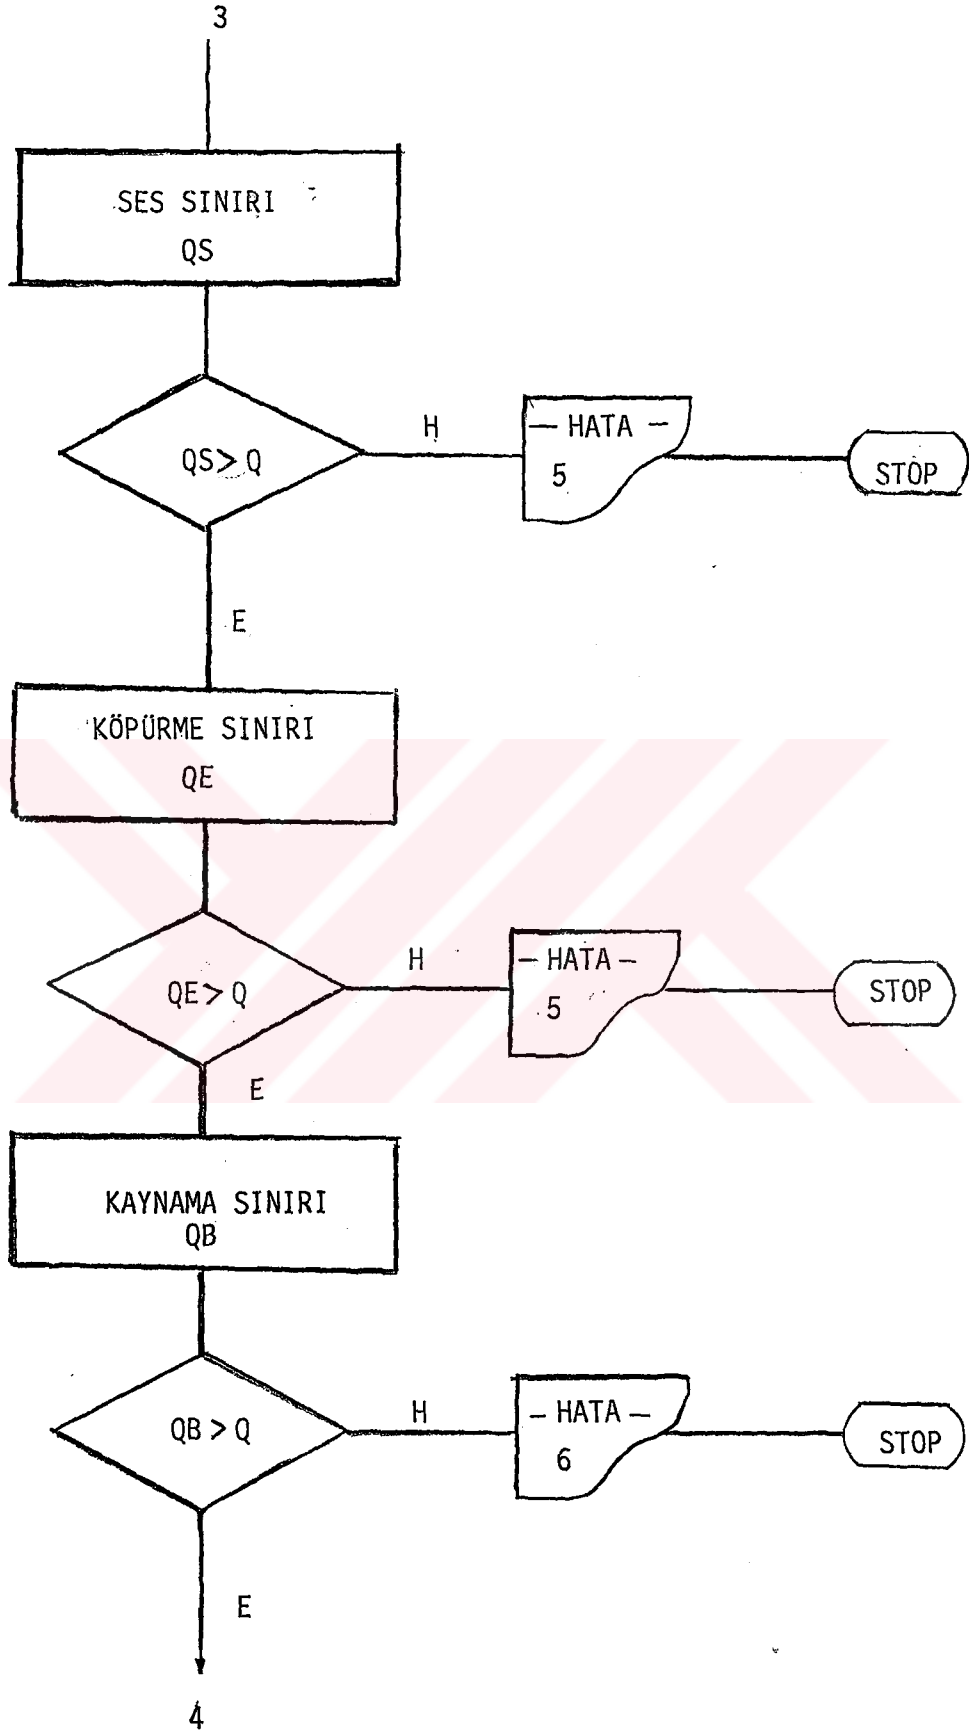 3
SES SINIRI
QS
QS > Q
H
— HATA —
5
STOP
E
KÖPÜRME SINIRI
QE
QE > Q
H
— HATA —
5
STOP
E
KAYNAMA SINIRI
QB
QB > Q
H
— HATA —
6
STOP
E
4